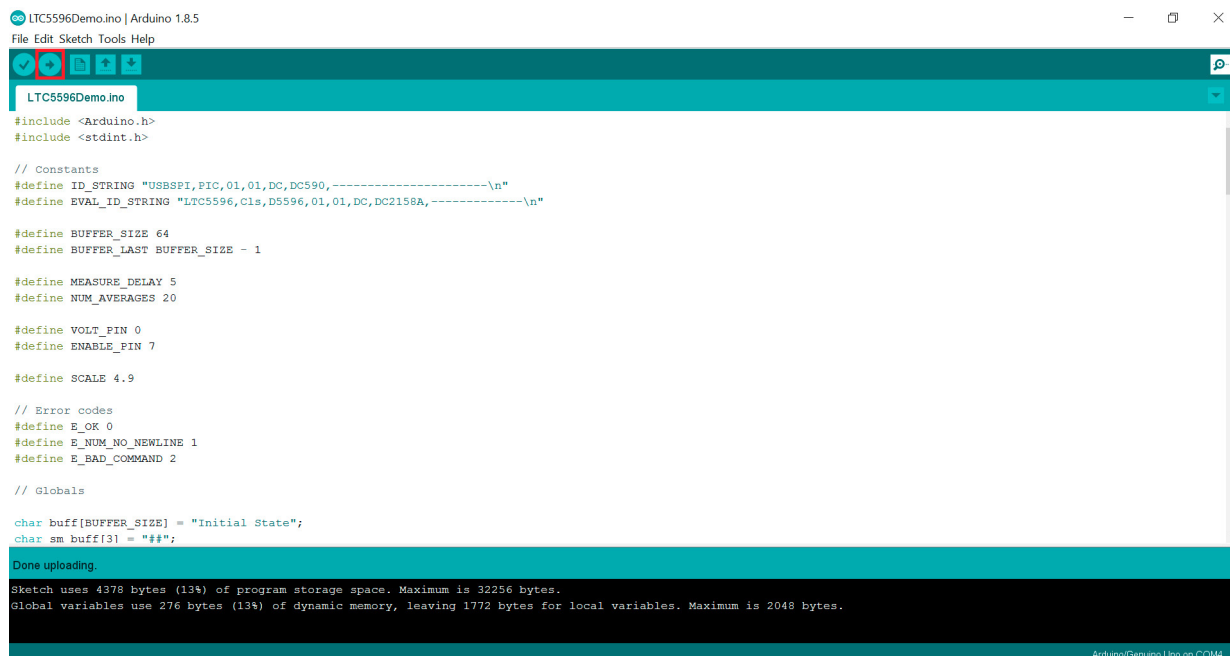 LTC5596Demo.ino | Arduino 1.8.5
File Edit Sketch Tools Help
LTC5596Demo.ino
#include <Arduino.h>
#include <stdint.h>
// Constants
#define ID_STRING "USBSPI,PIC,01,01,DC,DC590,----------------------\n"
#define EVAL_ID_STRING "LTC5596,Cls,D5596,01,01,DC,DC2158A,-------------\n"
#define BUFFER_SIZE 64
#define BUFFER_LAST BUFFER_SIZE - 1
#define MEASURE_DELAY 5
#define NUM_AVERAGES 20
#define VOLT_PIN 0
#define ENABLE_PIN 7
#define SCALE 4.9
// Error codes
#define E_OK 0
#define E_NUM_NO_NEWLINE 1
#define E_BAD_COMMAND 2
// Globals
char buff[BUFFER_SIZE] = "Initial State";
char sm_buff[3] = "##";
Done uploading.
Sketch uses 4378 bytes (13%) of program storage space. Maximum is 32256 bytes.
Global variables use 276 bytes (13%) of dynamic memory, leaving 1772 bytes for local variables. Maximum is 2048 bytes.
Arduino/Genuino Uno on COM4